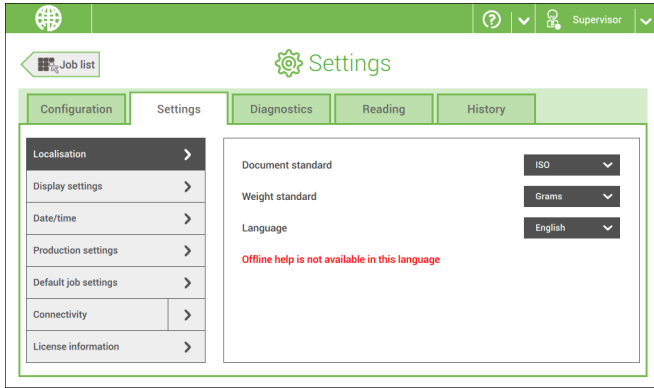 Supervisor
Job list
Settings
Configuration
Settings
Diagnostics
Reading
History
Localisation
Display settings
Date/time
Production settings
Default job settings
Connectivity
License information
Document standard
ISO
Weight standard
Grams
Language
English
Offline help is not available in this language